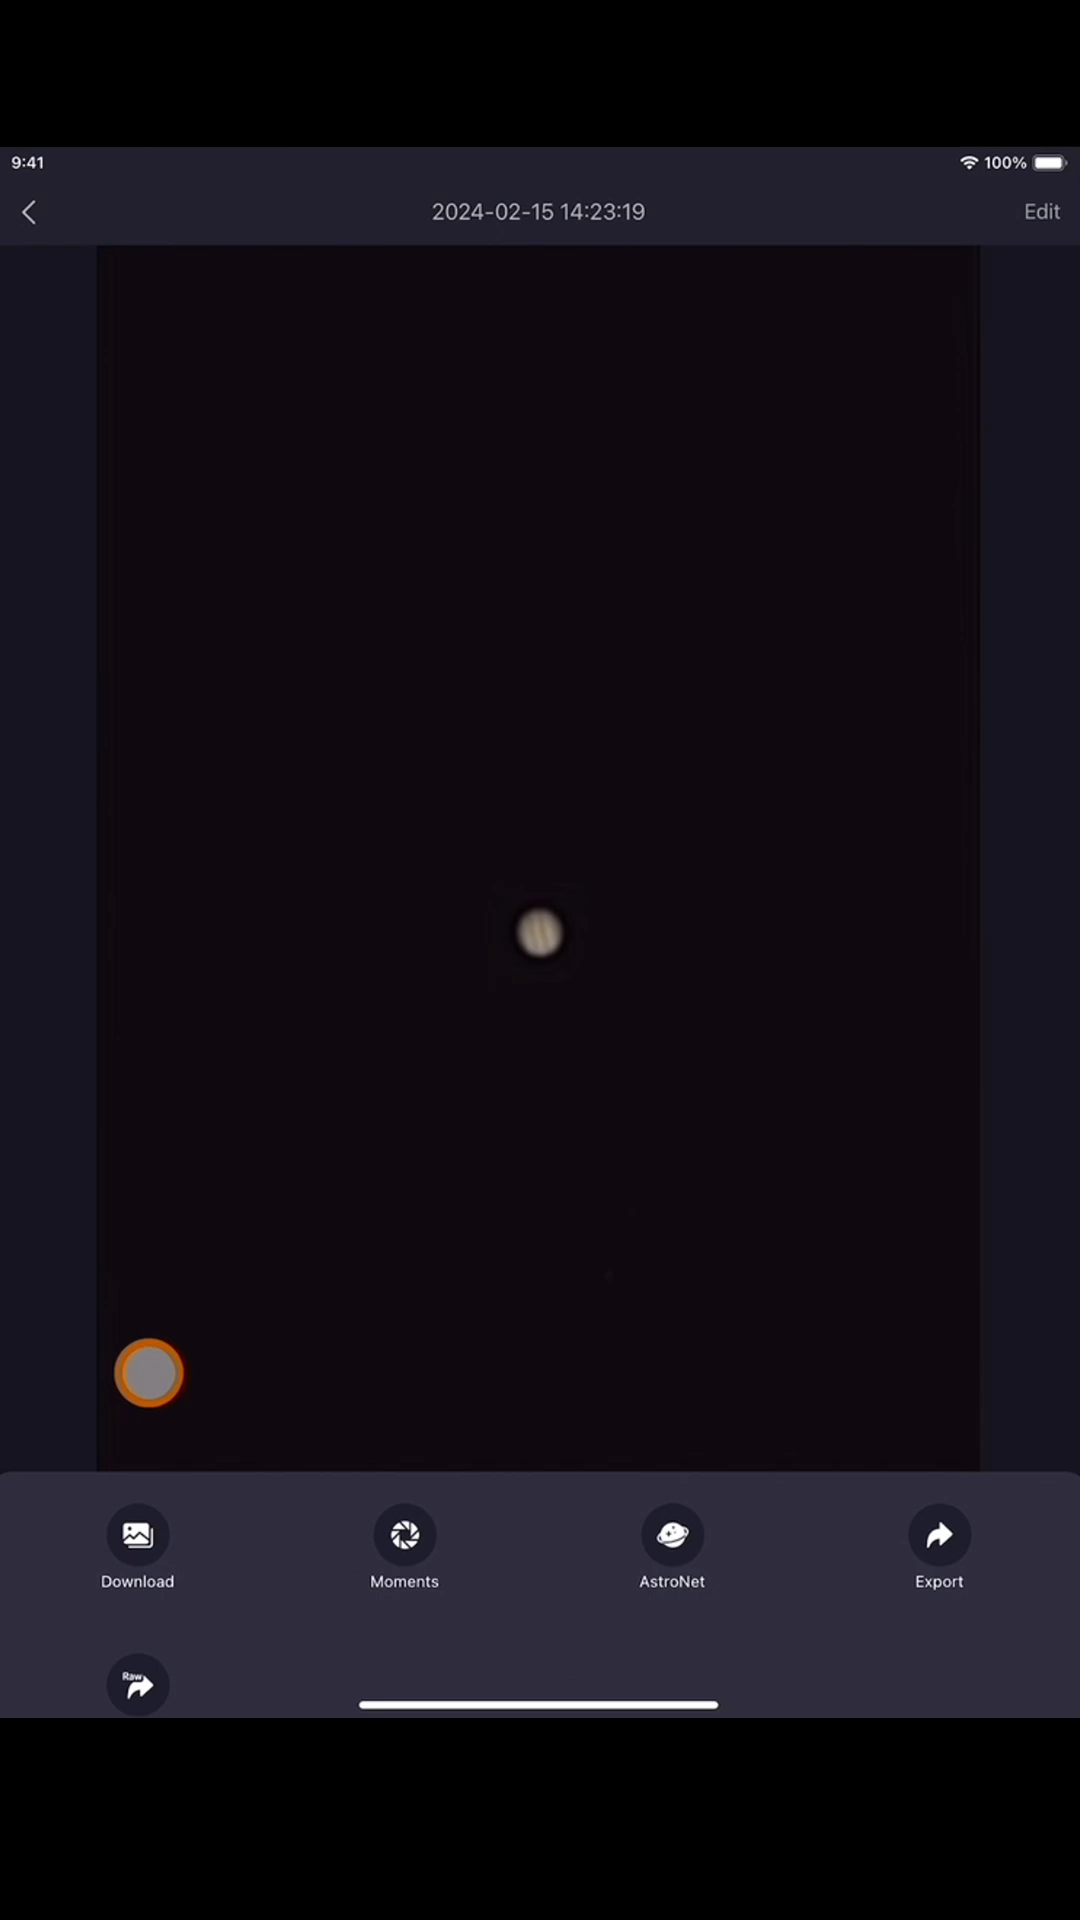 9:41
100%
2024-02-15 14:23:19
Edit
Download
Moments
AstroNet
Export
Raw